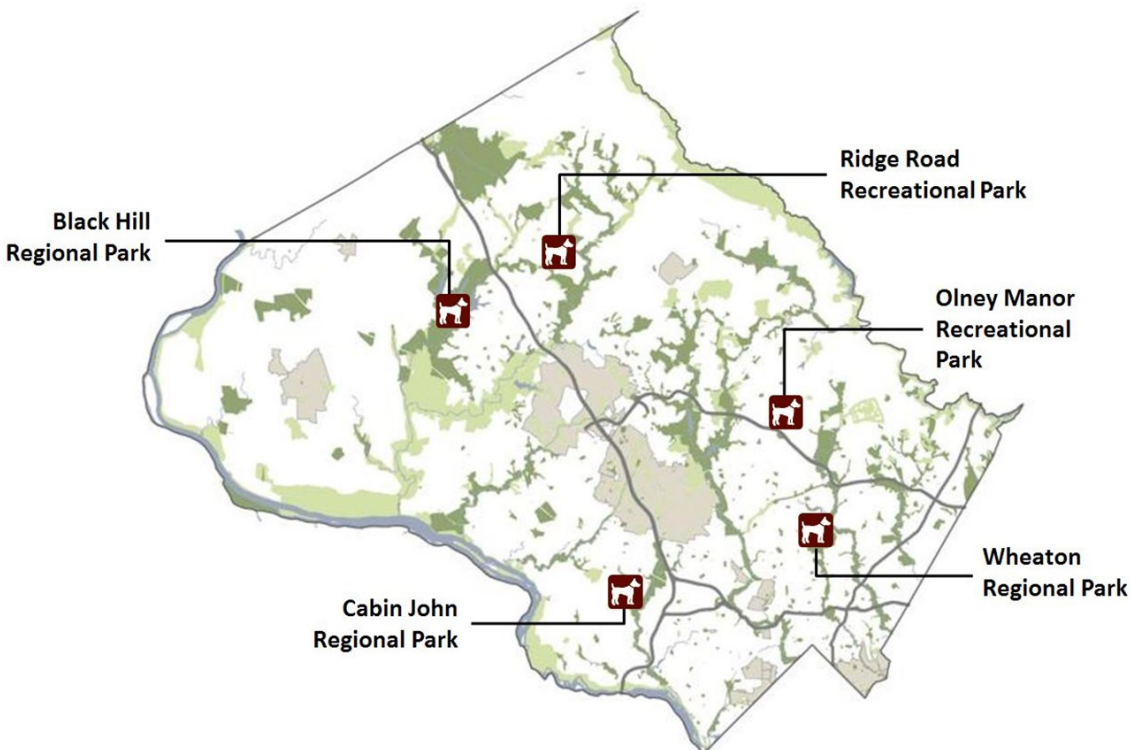 Ridge Road
Recreational Park
Black Hill
Regional Park
Olney Manor
Recreational
Park
Wheaton
Regional Park
Cabin John
Regional Park